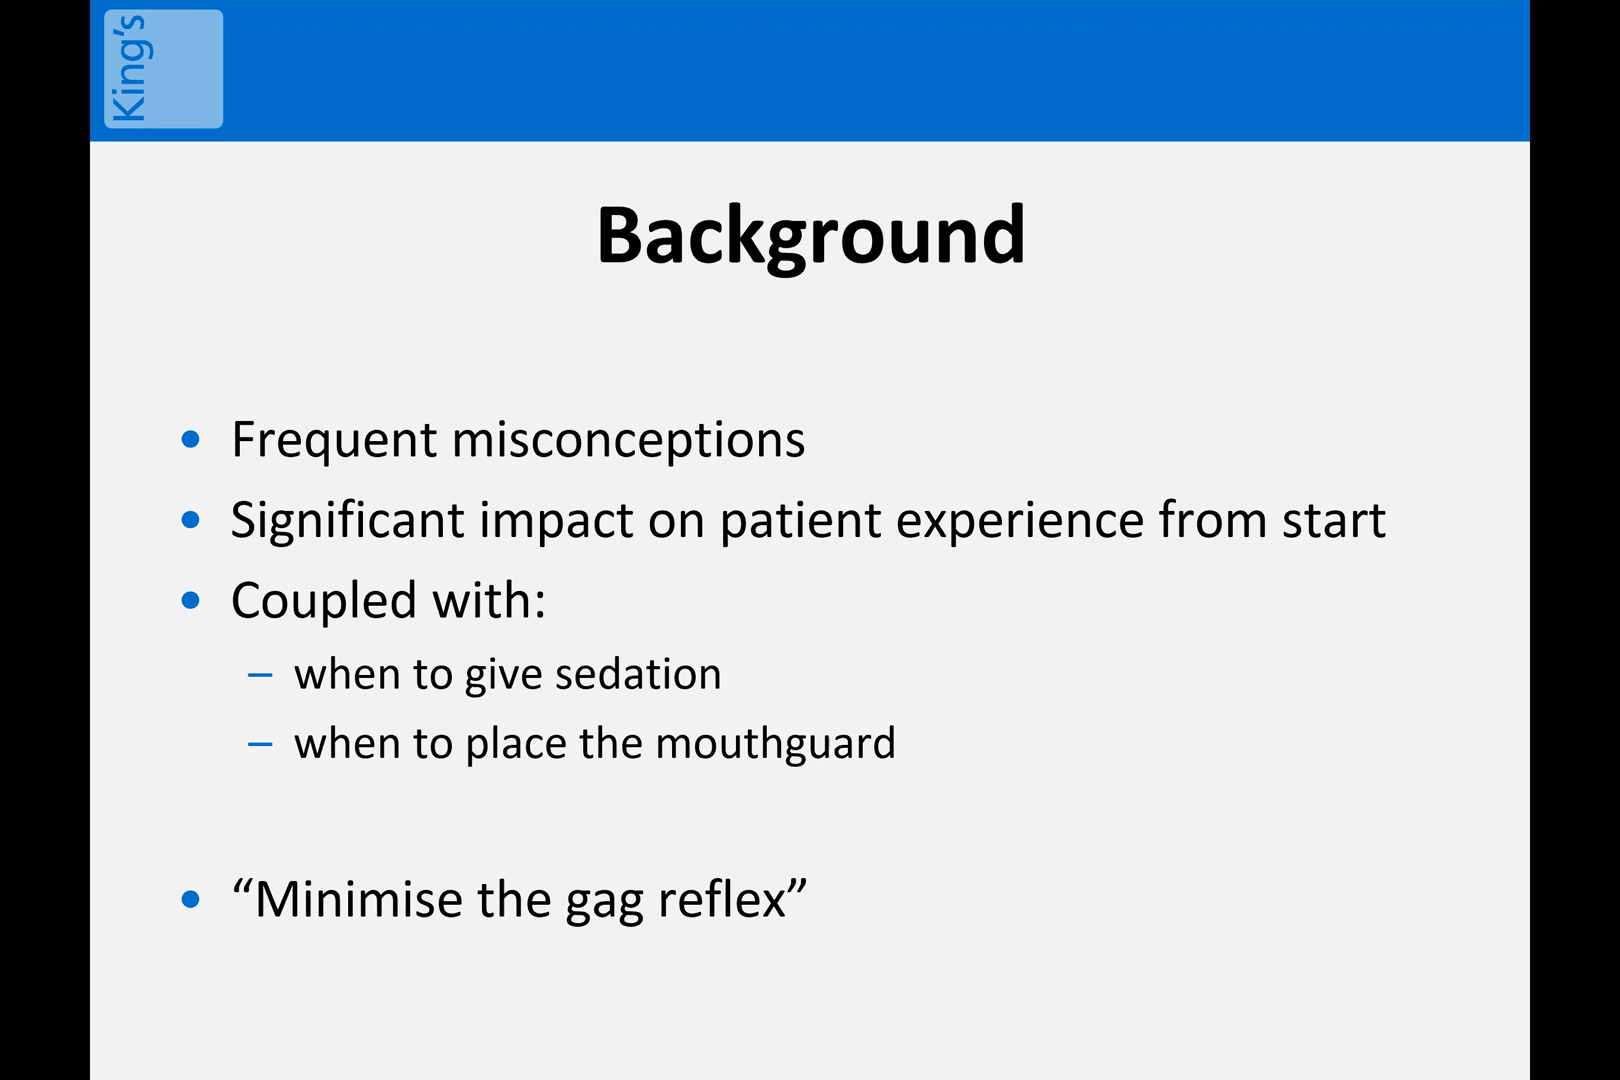 King's
Background
• Frequent misconceptions
• Significant impact on patient experience from start
• Coupled with:
– when to give sedation
– when to place the mouthguard
• “Minimise the gag reflex”